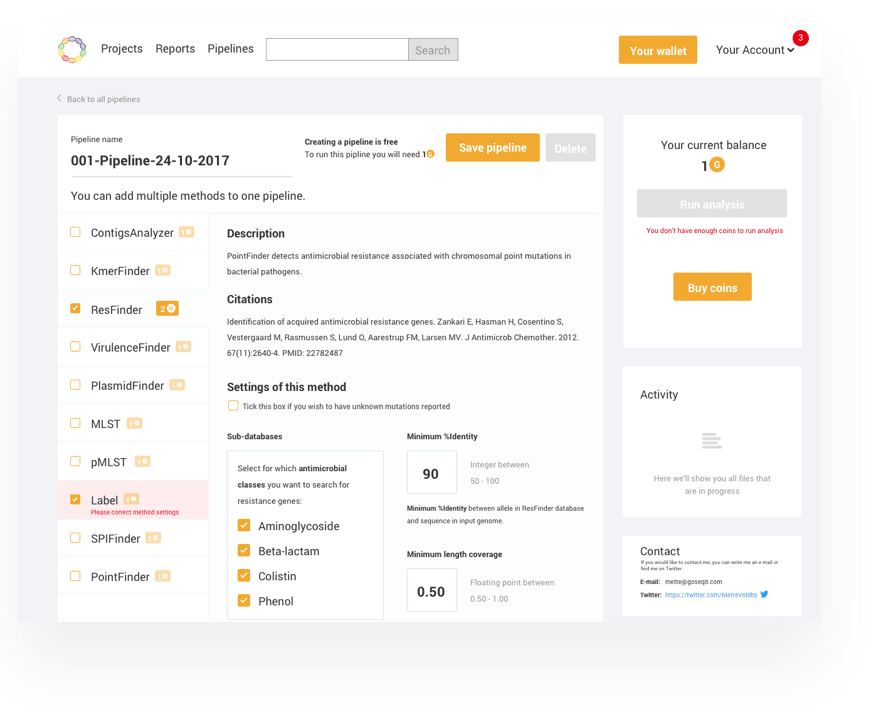 Projects Reports Pipelines Search Your wallet Your Account 3
Back to all pipelines
Pipeline name
001-Pipeline-24-10-2017
Creating a pipeline is free
To run this pipline you will need 1 G
Save pipeline
Delete
You can add multiple methods to one pipeline.
ContigsAnalyzer 1
KmerFinder 1
ResFinder 2
VirulenceFinder 1
PlasmidFinder 1
MLST 1
pMLST 1
Label 1
Please correct method settings
SPIFinder 1
PointFinder 1
Description
PointFinder detects antimicrobial resistance associated with chromosomal point mutations in
bacterial pathogens.
Citations
Identification of acquired antimicrobial resistance genes. Zankari E, Hasman H, Cosentino S,
Vestergaard M, Rasmussen S, Lund O, Aarestrup FM, Larsen MV. J Antimicrob Chemother. 2012.
67(11):2640-4. PMID: 22782487
Settings of this method
Tick this box if you wish to have unknown mutations reported
Sub-databases
Select for which antimicrobial
classes you want to search for
resistance genes:
Aminoglycoside
Beta-lactam
Colistin
Phenol
Minimum %Identity
90
Integer between
50 - 100
Minimum %Identity between allele in ResFinder database
and sequence in input genome.
Minimum length coverage
0.50
Floating point between
0.50 - 1.00
Your current balance
1 G
Run analysis
You don't have enough coins to run analysis
Buy coins
Activity
Here we'll show you all files that
are in progress
Contact
If you would like to contact me, you can write me an e-mail or
find me on Twitter.
E-mail: mette@goseqit.com
Twitter: https://twitter.com/MetteVoldby